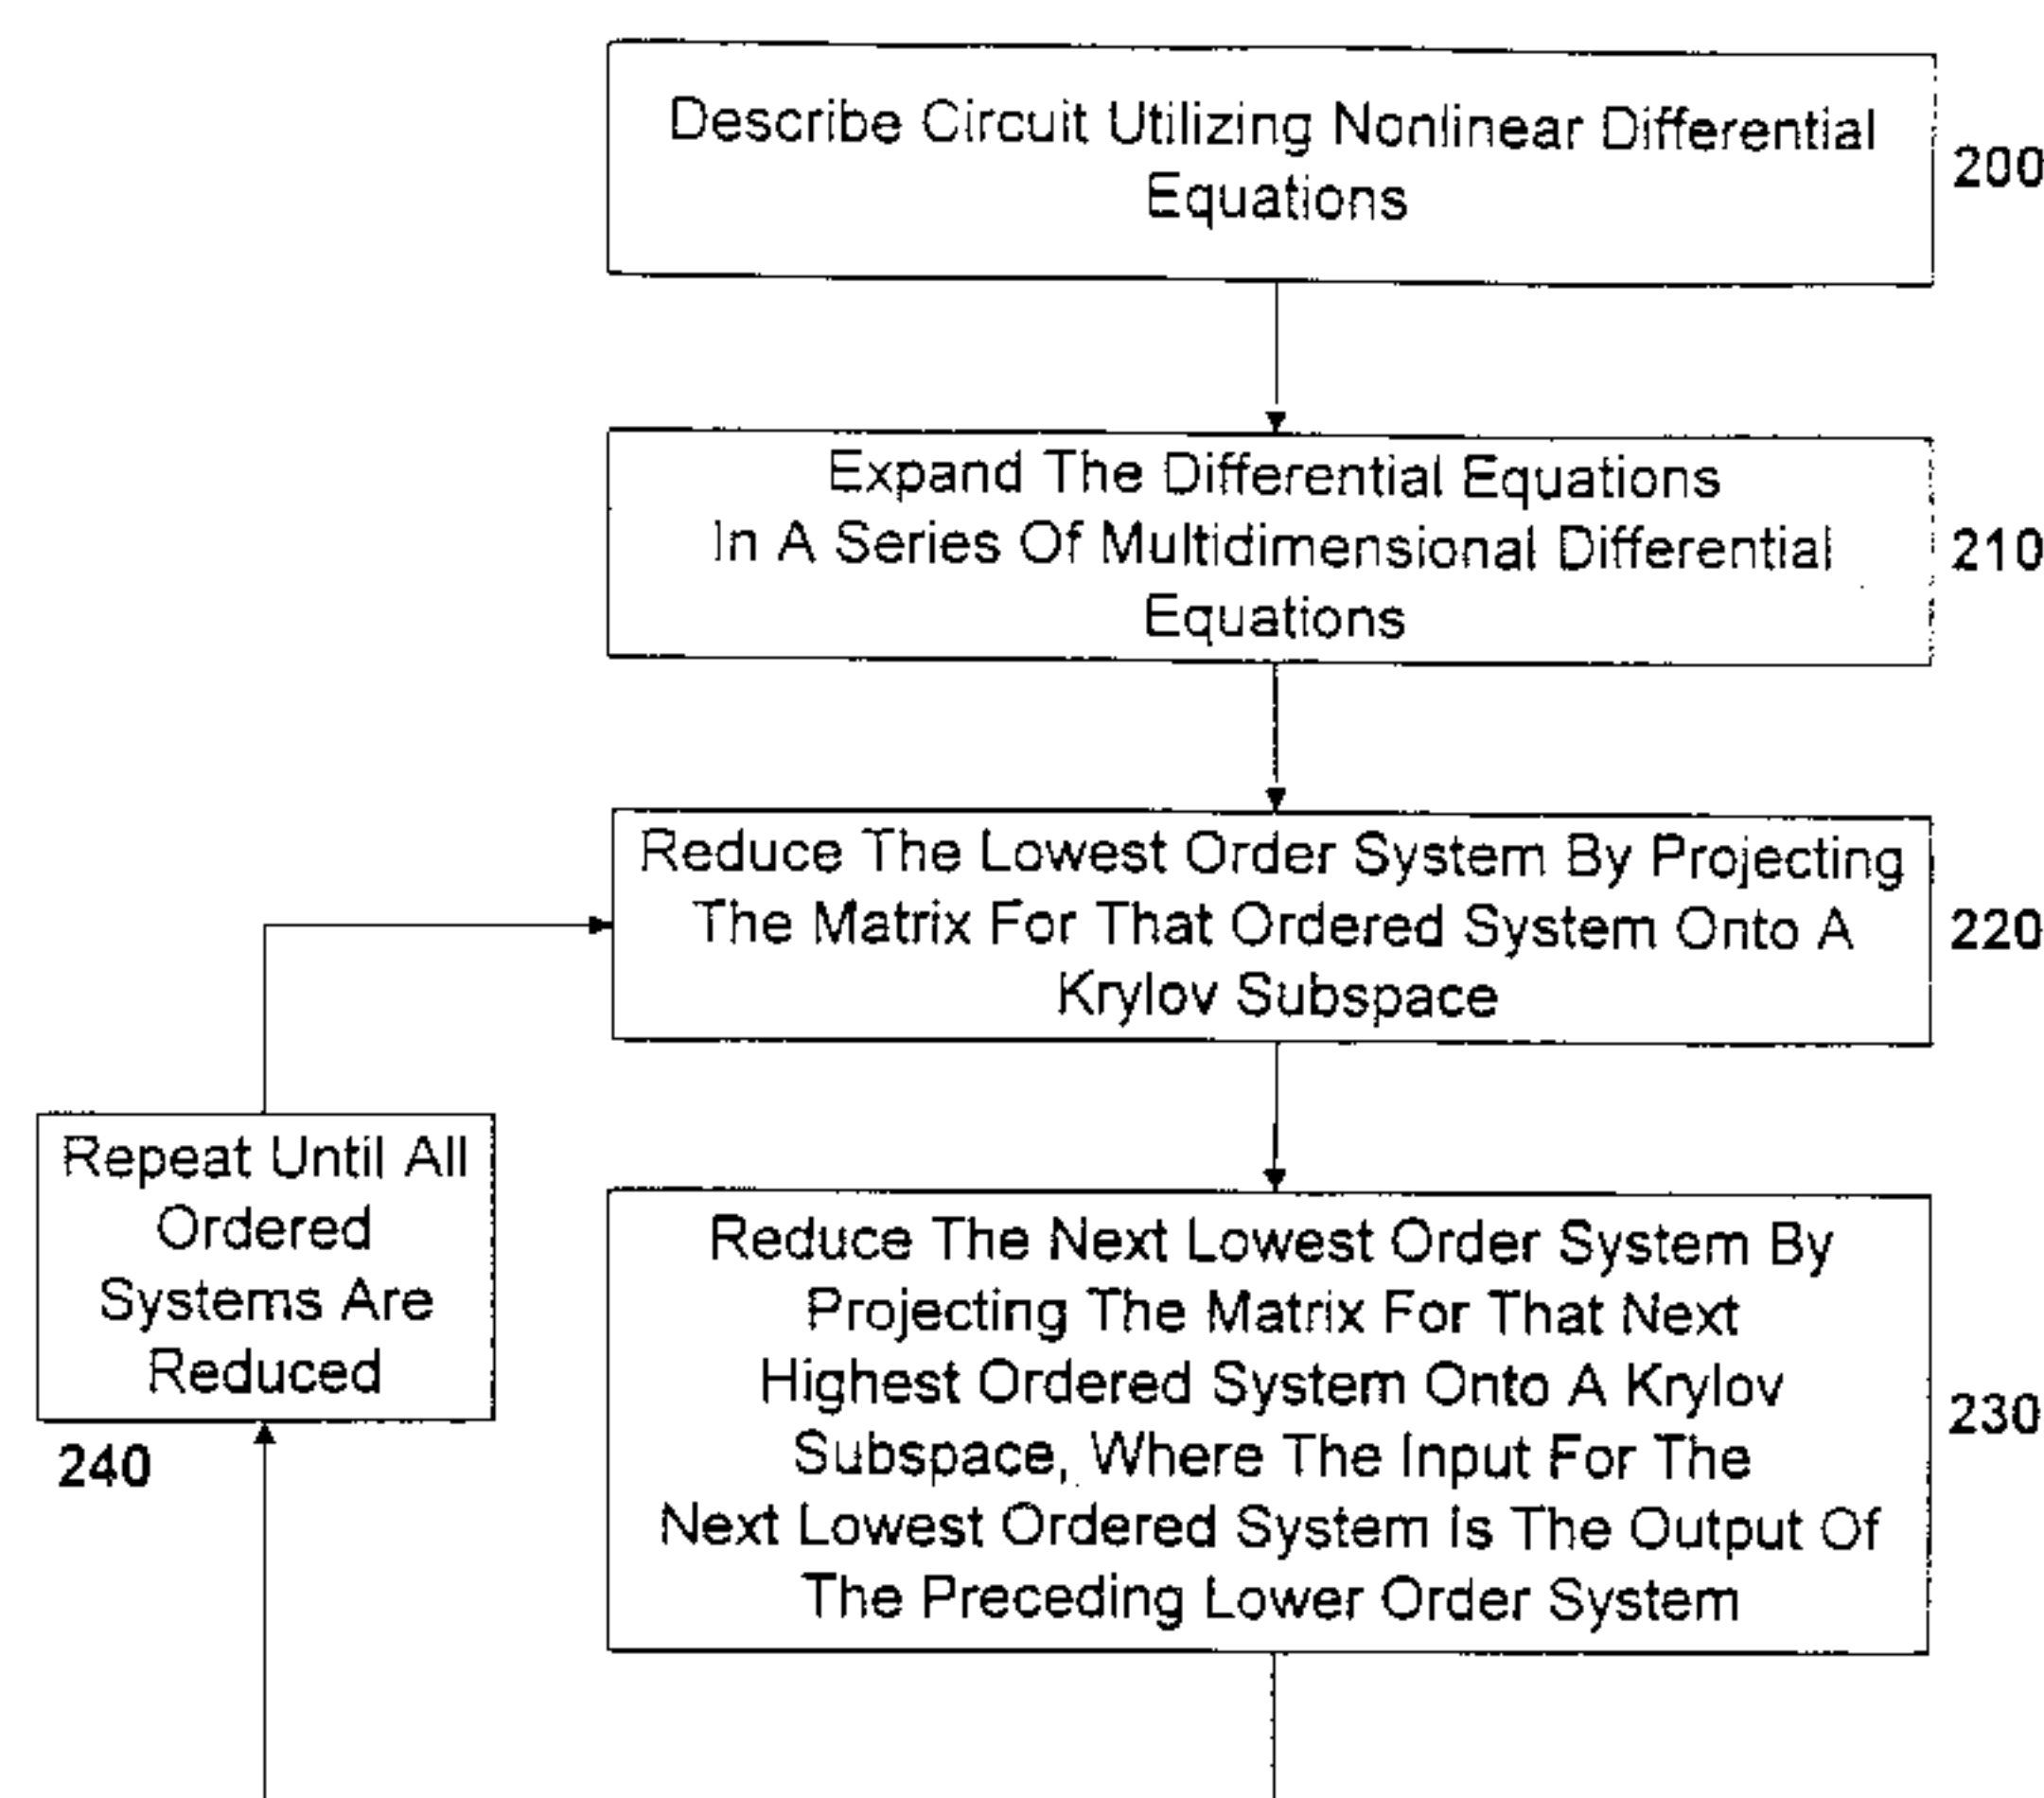 Describe Circuit Utilizing Nonlinear Differential
Equations
200
Expand The Differential Equations
In A Series Of Multidimensional Differential
Equations
210
Reduce The Lowest Order System By Projecting
The Matrix For That Ordered System Onto A
Krylov Subspace
220
Repeat Until All
Ordered
Systems Are
Reduced
240
Reduce The Next Lowest Order System By
Projecting The Matrix For That Next
Highest Ordered System Onto A Krylov
Subspace, Where The Input For The
Next Lowest Ordered System Is The Output Of
The Preceding Lower Order System
230